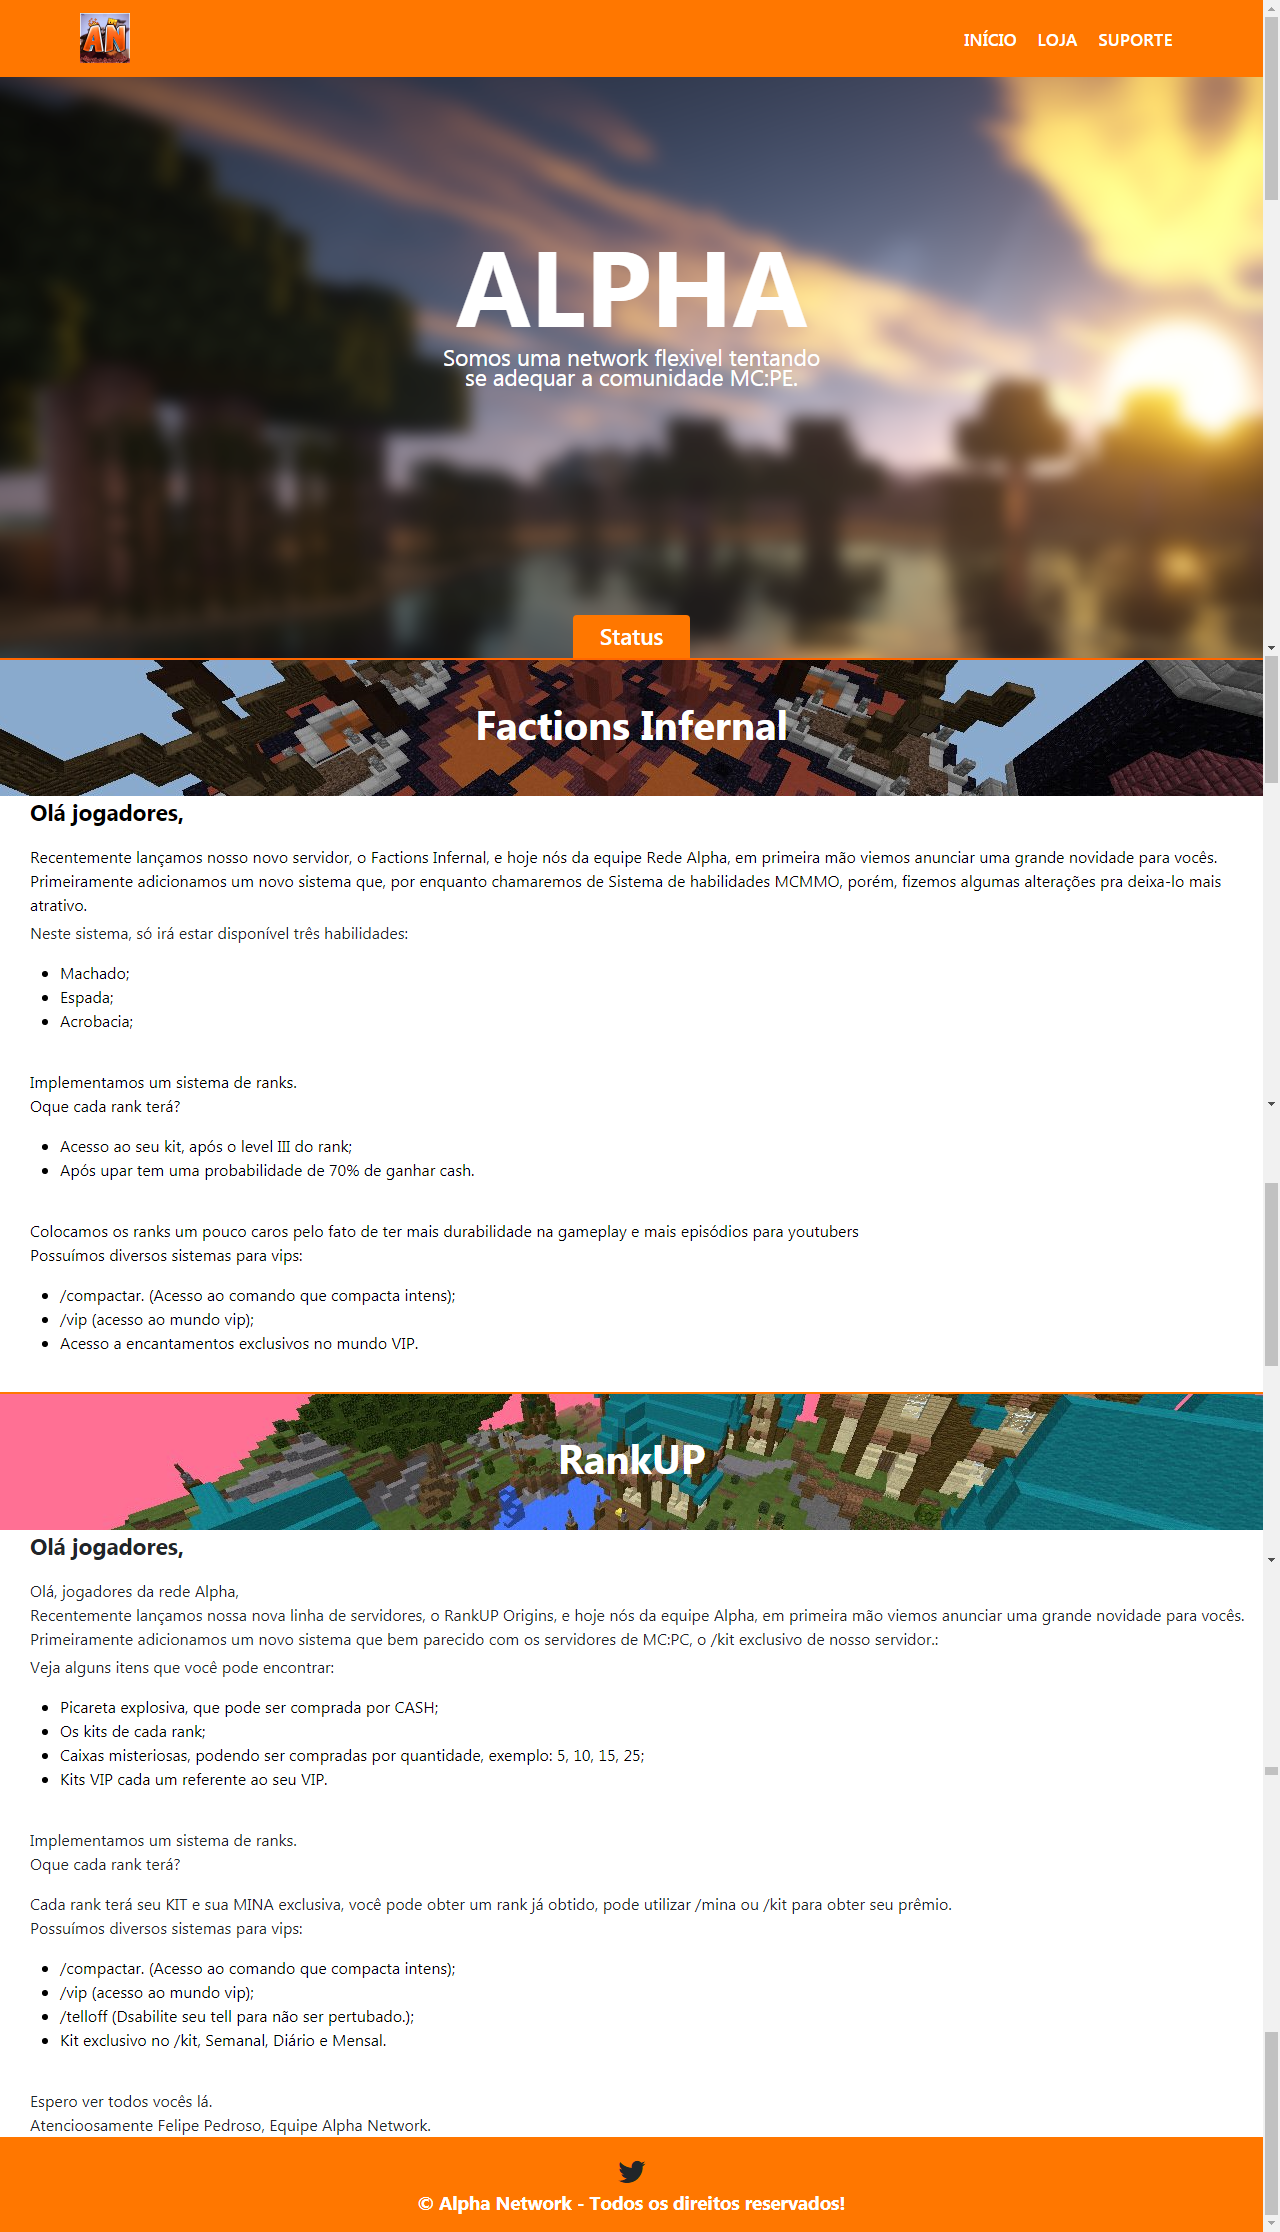 AN
INÍCIO LOJA SUPORTE
ALPHA
Somos uma network flexivel tentando
se adequar a comunidade MC:PE.
Status
Factions Infernal
Olá jogadores,
Recentemente lançamos nosso novo servidor, o Factions Infernal, e hoje nós da equipe Rede Alpha, em primeira mão viemos anunciar uma grande novidade para vocês.
Primeiramente adicionamos um novo sistema que, por enquanto chamaremos de Sistema de habilidades MCMMO, porém, fizemos algumas alterações pra deixa-lo mais
atrativo.
Neste sistema, só irá estar disponível três habilidades:
• Machado;
• Espada;
• Acrobacia;
Implementamos um sistema de ranks.
Oque cada rank terá?
• Acesso ao seu kit, após o level III do rank;
• Após upar tem uma probabilidade de 70% de ganhar cash.
Colocamos os ranks um pouco caros pelo fato de ter mais durabilidade na gameplay e mais episódios para youtubers
Possuímos diversos sistemas para vips:
• /compactar. (Acesso ao comando que compacta intens);
• /vip (acesso ao mundo vip);
• Acesso a encantamentos exclusivos no mundo VIP.
RankUP
Olá jogadores,
Olá, jogadores da rede Alpha,
Recentemente lançamos nossa nova linha de servidores, o RankUP Origins, e hoje nós da equipe Alpha, em primeira mão viemos anunciar uma grande novidade para vocês.
Primeiramente adicionamos um novo sistema que bem parecido com os servidores de MC:PC, o /kit exclusivo de nosso servidor.:
Veja alguns itens que você pode encontrar:
• Picareta explosiva, que pode ser comprada por CASH;
• Os kits de cada rank;
• Caixas misteriosas, podendo ser compradas por quantidade, exemplo: 5, 10, 15, 25;
• Kits VIP cada um referente ao seu VIP.
Implementamos um sistema de ranks.
Oque cada rank terá?
Cada rank terá seu KIT e sua MINA exclusiva, você pode obter um rank já obtido, pode utilizar /mina ou /kit para obter seu prêmio.
Possuímos diversos sistemas para vips:
• /compactar. (Acesso ao comando que compacta intens);
• /vip (acesso ao mundo vip);
• /telloff (Dsabilite seu tell para não ser pertubado.);
• Kit exclusivo no /kit, Semanal, Diário e Mensal.
Espero ver todos vocês lá.
Atencioosamente Felipe Pedroso, Equipe Alpha Network.
© Alpha Network - Todos os direitos reservados!